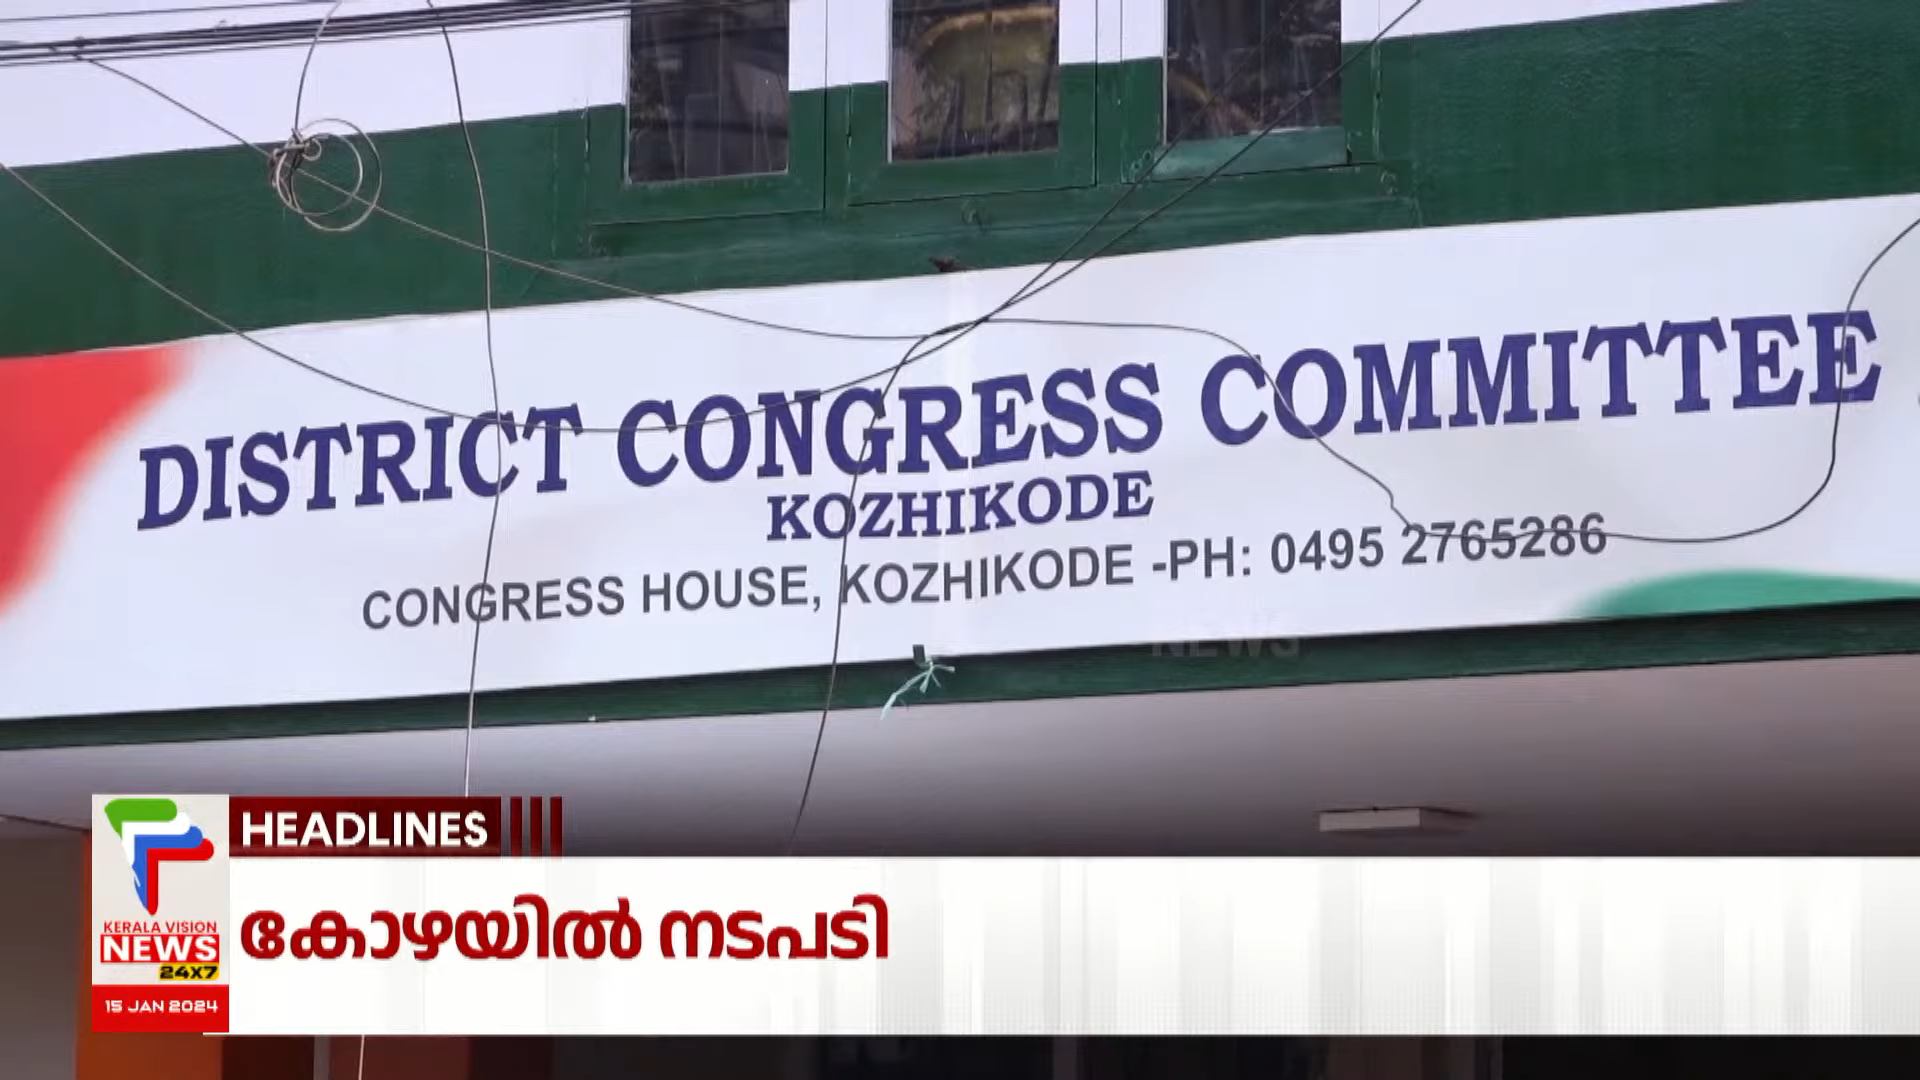 DISTRICT CONGRESS COMMITTEE
KOZHIKODE
CONGRESS HOUSE, KOZHIKODE -PH: 0495 2765286
NEWS
HEADLINES
കോഴയിൽ നടപടി
KERALA VISION
NEWS
24X7
15 JAN 2024